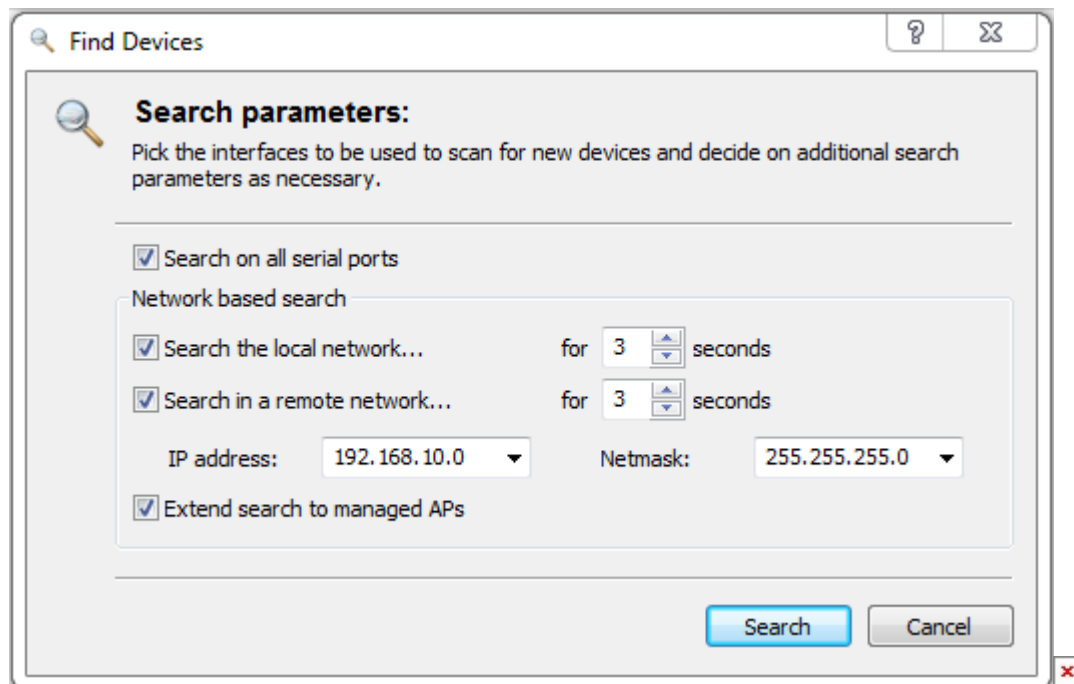 Find Devices
Search parameters:
Pick the interfaces to be used to scan for new devices and decide on additional search
parameters as necessary.
Search on all serial ports
Network based search
Search the local network... for 3 seconds
Search in a remote network... for 3 seconds
IP address: 192.168.10.0 Netmask: 255.255.255.0
Extend search to managed APs
Search Cancel